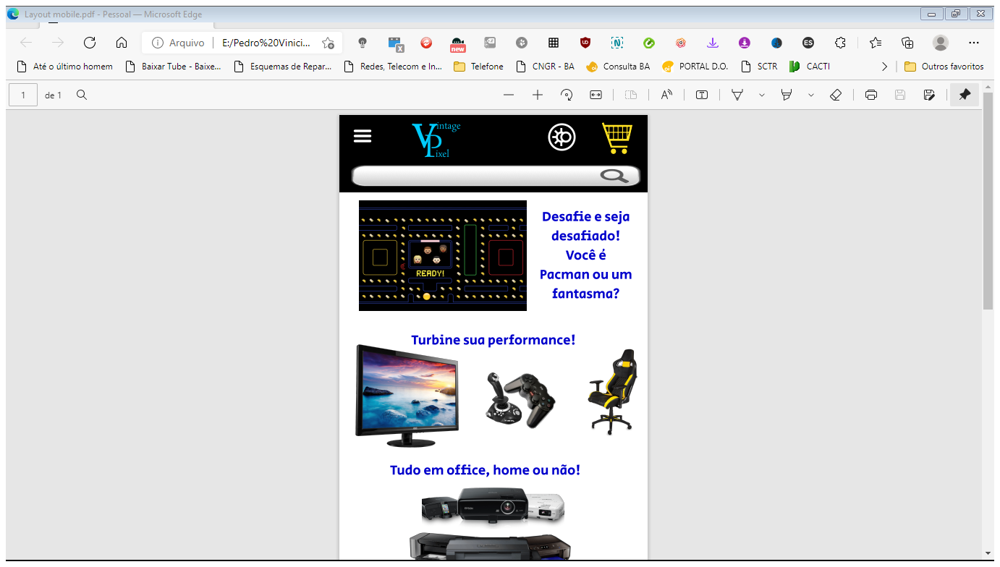 Layout mobile.pdf - Pessoal — Microsoft Edge
Arquivo E:/Pedro%20Vinici...
X
new
UD
N
ES
Até o último homem
Baixar Tube - Baixe...
Esquemas de Repar...
Redes, Telecom e In...
Telefone
CNGR - BA
Consulta BA
PORTAL D.O.
SCTR
CACTI
Outros favoritos
1 de 1
Vintage
Pixel
READY!
Desafie e seja
desafiado!
Você é
Pacman ou um
fantasma?
Turbine sua performance!
Tudo em office, home ou não!